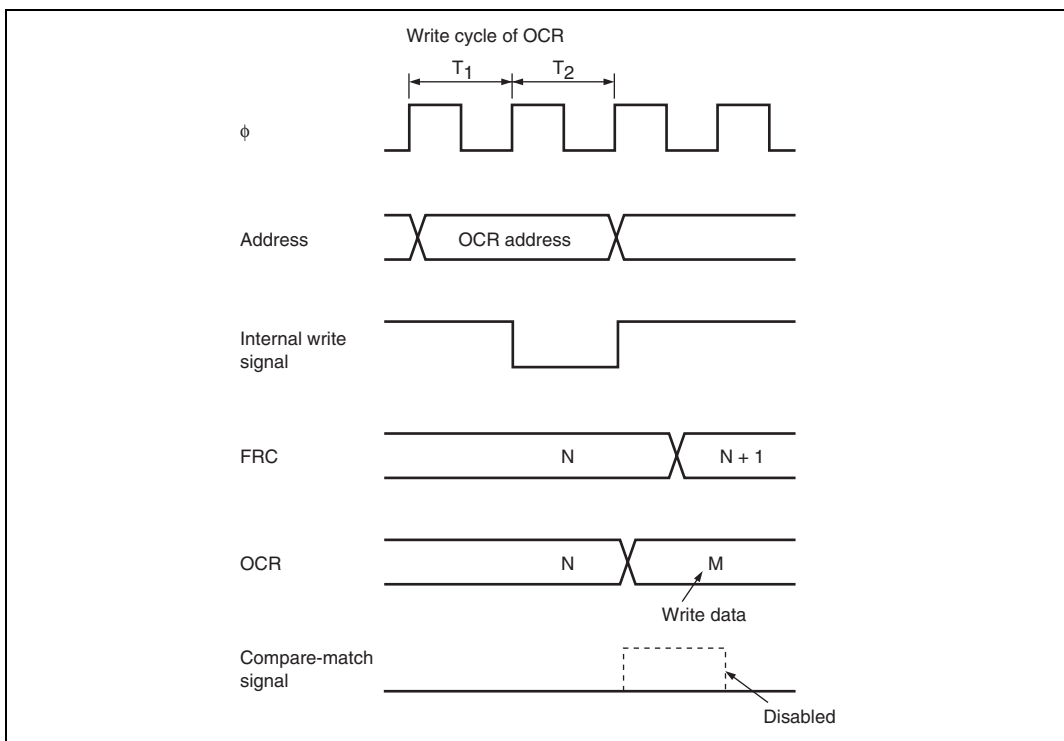 Write cycle of OCR
T1 T2
ϕ
Address OCR address
Internal write
signal
FRC N N + 1
OCR N M
Write data
Compare-match
signal
Disabled